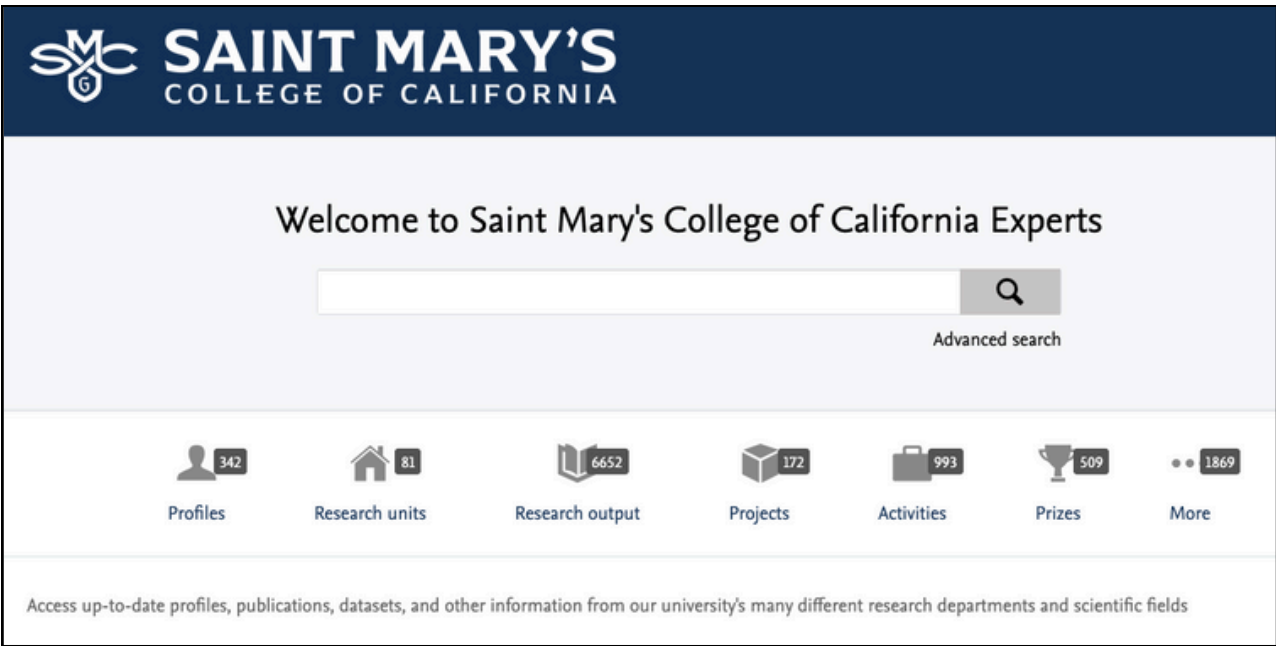 SMC
G
SAINT MARY'S
COLLEGE OF CALIFORNIA
Welcome to Saint Mary's College of California Experts
Advanced search
342 81 6652 172 993 509 1869
Profiles Research units Research output Projects Activities Prizes More
Access up-to-date profiles, publications, datasets, and other information from our university's many different research departments and scientific fields